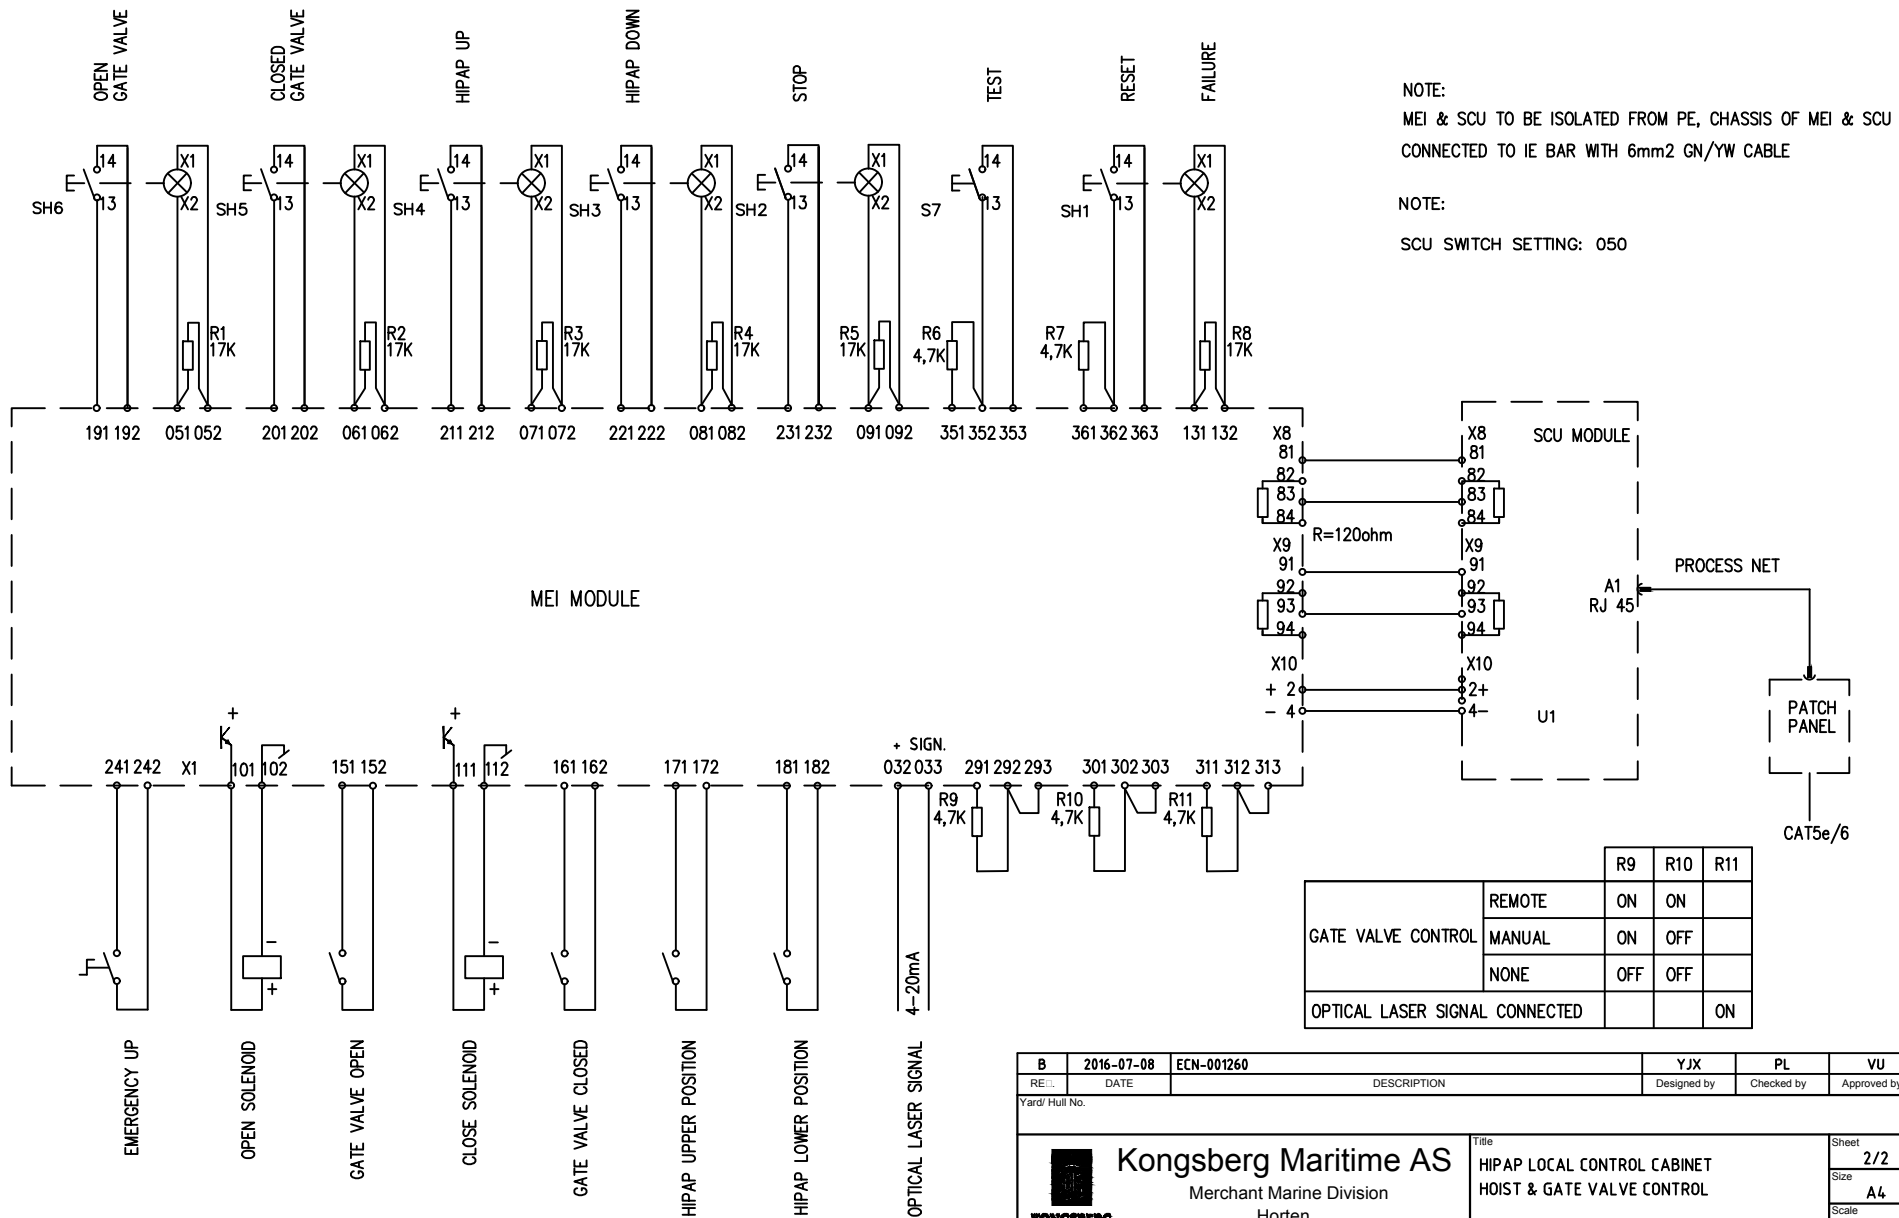 OPEN
GATE VALVE
CLOSED
GATE VALVE
HIPAP UP
HIPAP DOWN
STOP
TEST
RESET
FAILURE
NOTE:
MEI & SCU TO BE ISOLATED FROM PE, CHASSIS OF MEI & SCU
CONNECTED TO IE BAR WITH 6mm2 GN/YW CABLE
NOTE:
SCU SWITCH SETTING: 050
14 X1 14 X1 14 X1 14 X1 14 X1 14 14 X1
SH6 13 X2 SH5 13 X2 SH4 13 X2 SH3 13 X2 SH2 13 X2 S7 13 SH1 13 X2
R1 R2 R3 R4 R5 R6 R7 R8
17K 17K 17K 17K 17K 4,7K 4,7K 17K
191 192 051 052 201 202 061 062 211 212 071 072 221 222 081 082 231 232 091 092 351 352 353 361 362 363 131 132
X8 X8 SCU MODULE
81 81
82 82
83 83
84 84
R=120ohm
X9 X9
91 91
92 92
93 93
94 94
X10 X10
+ 2 2+
- 4 4-
U1
A1
RJ 45
PROCESS NET
PATCH
PANEL
CAT5e/6
MEI MODULE
+ + + SIGN.
241 242 X1 101 102 151 152 111 112 161 162 171 172 181 182 032 033 291 292 293 301 302 303 311 312 313
R9 R10 R11
4,7K 4,7K 4,7K
- -
+ +
4-20mA
EMERGENCY UP
OPEN SOLENOID
GATE VALVE OPEN
CLOSE SOLENOID
GATE VALVE CLOSED
HIPAP UPPER POSITION
HIPAP LOWER POSITION
OPTICAL LASER SIGNAL
R9 R10 R11
GATE VALVE CONTROL
REMOTE ON ON
MANUAL ON OFF
NONE OFF OFF
OPTICAL LASER SIGNAL CONNECTED ON
B 2016-07-08 ECN-001260 YJX PL VU
DATE DESCRIPTION Designed by Checked by Approved by
Yard/ Hull No.
Kongsberg Maritime AS
Merchant Marine Division
Horten
Title
HIPAP LOCAL CONTROL CABINET
HOIST & GATE VALVE CONTROL
Sheet
2/2
Size
A4
Scale